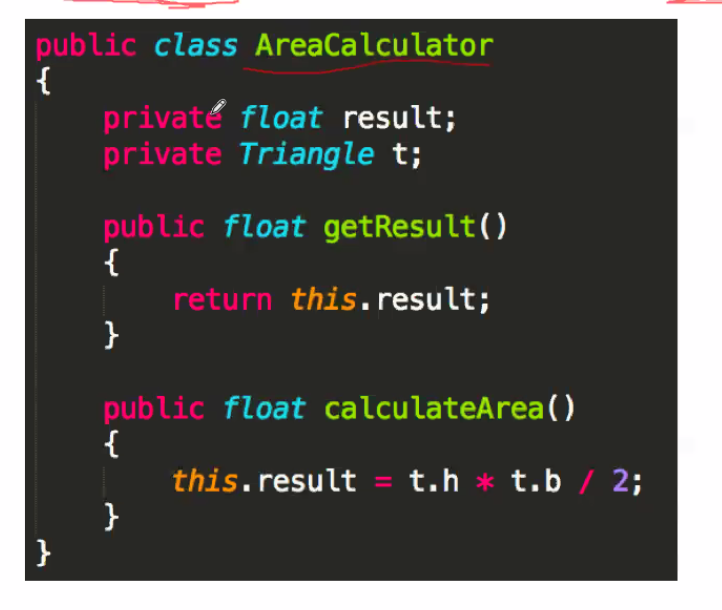 public class AreaCalculator
{
private float result;
private Triangle t;
public float getResult()
{
return this.result;
}
public float calculateArea()
{
this.result = t.h * t.b / 2;
}
}